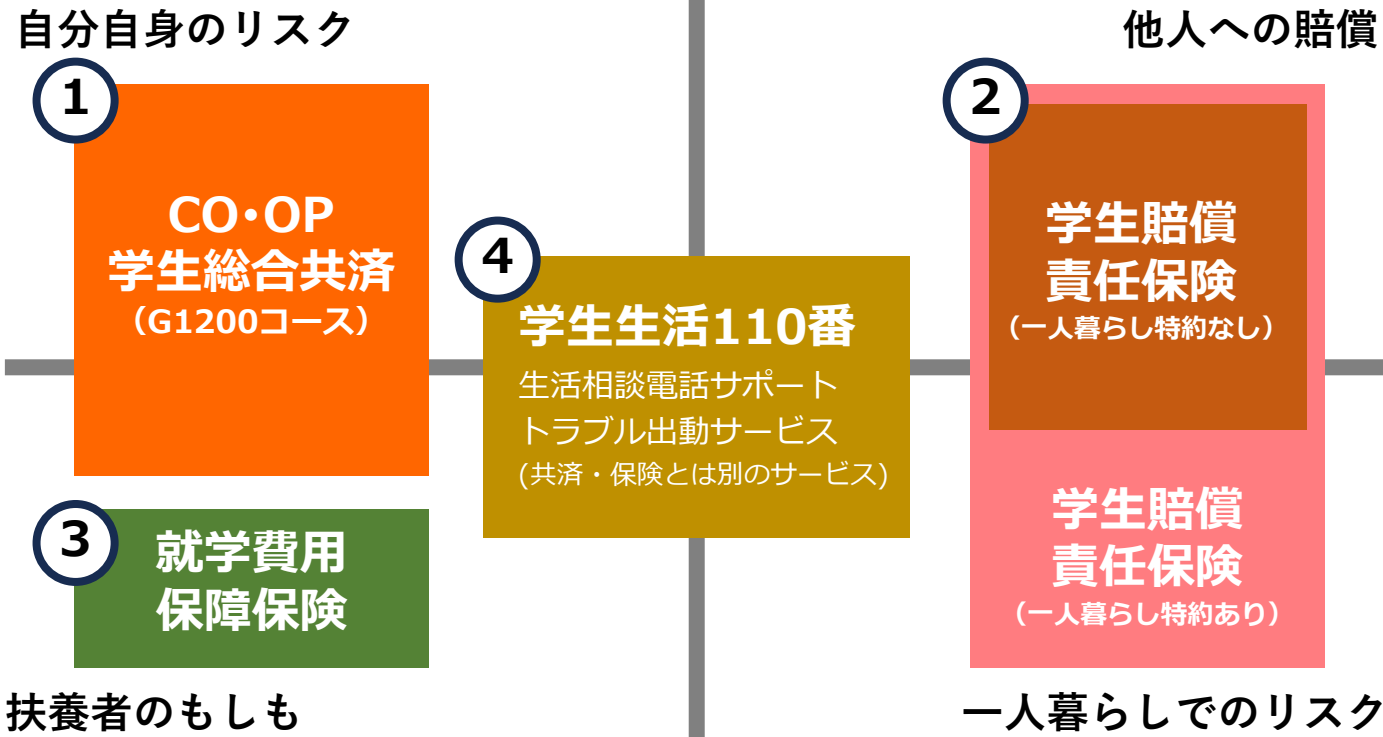 自分自身のリスク
他人への賠償
1
CO・OP
学生総合共済
（G1200コース）
2
学生賠償
責任保険
（一人暮らし特約なし）
4
学生生活110番
生活相談電話サポート
トラブル出動サービス
(共済・保険とは別のサービス)
3
就学費用
保障保険
学生賠償
責任保険
（一人暮らし特約あり）
扶養者のもしも
一人暮らしでのリスク